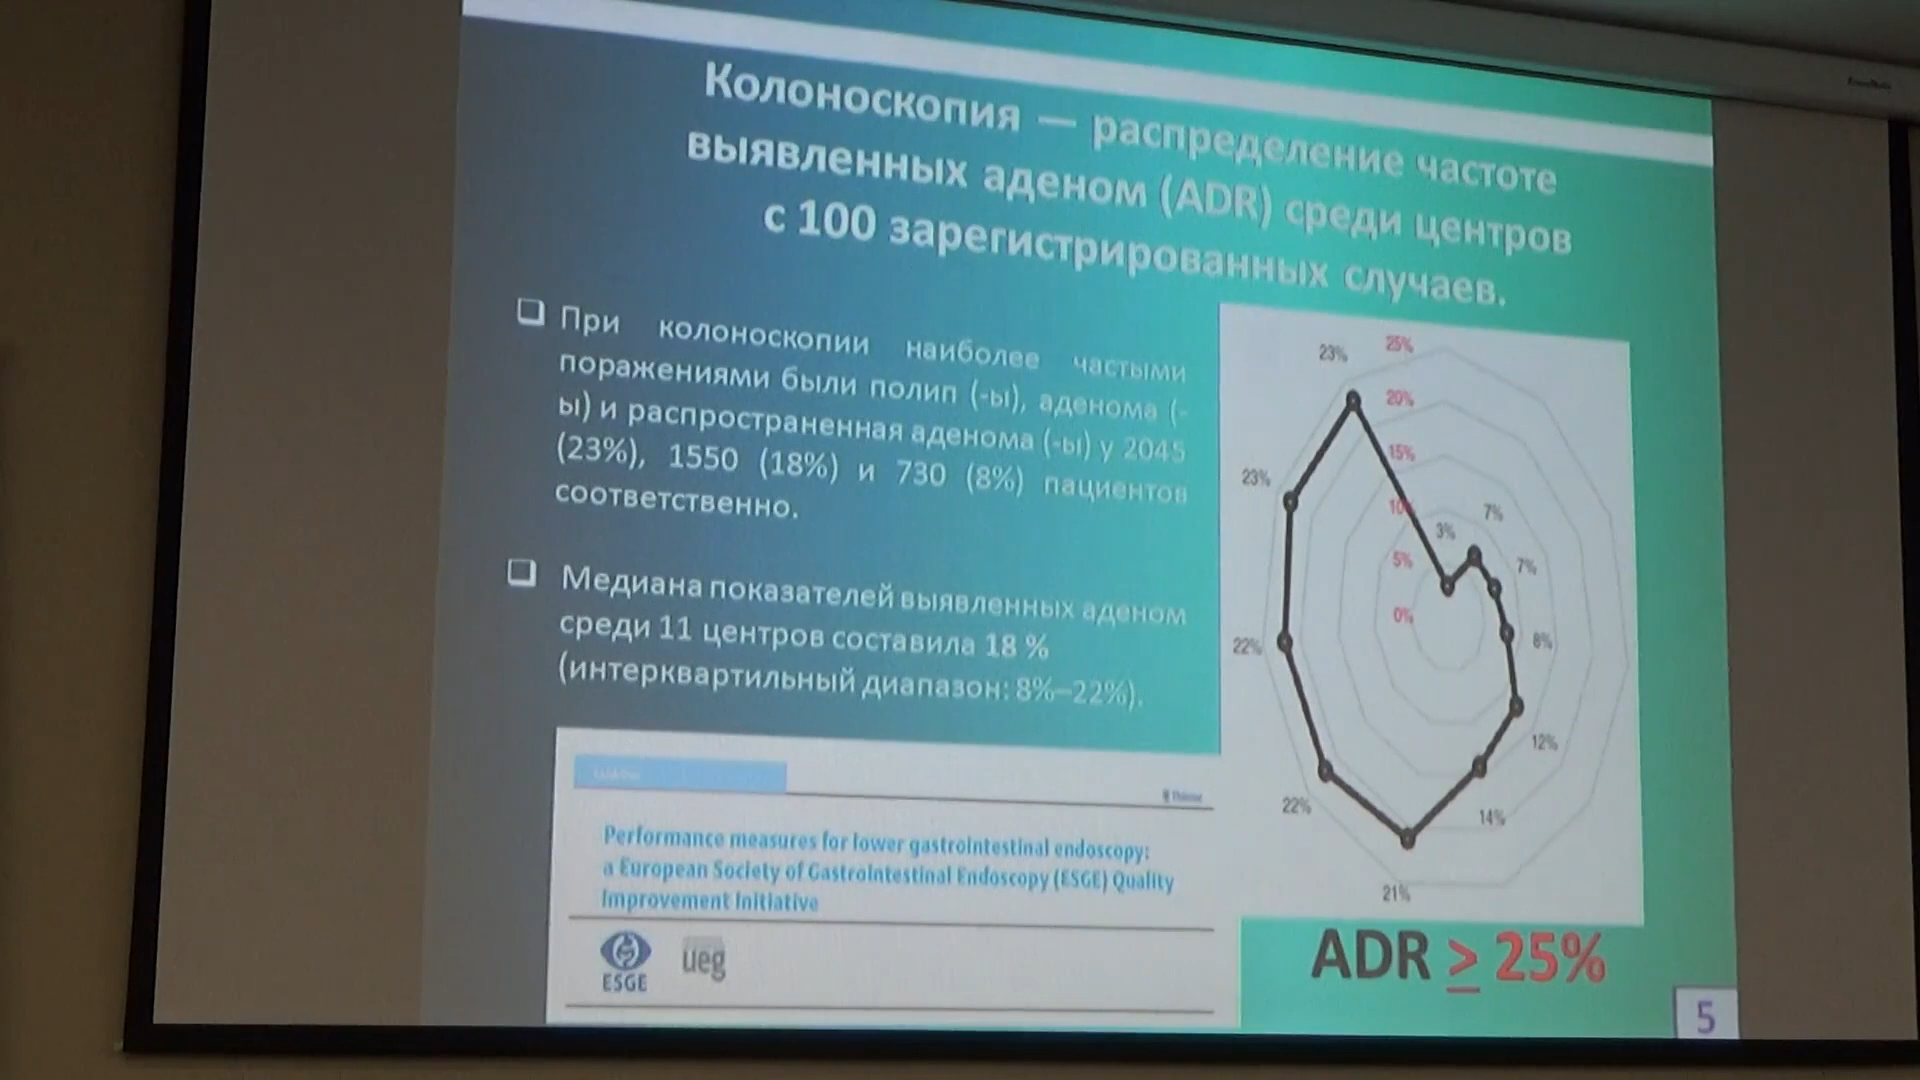 Колоноскопия — распределение частоте
выявленных аденом (ADR) среди центров
с 100 зарегистрированных случаев.
При колоноскопии наиболее частыми
поражениями были полип (-ы), аденома (-
ы) и распространенная аденома (-ы) у 2045
(23%), 1550 (18%) и 730 (8%) пациентов
соответственно.
Медиана показателей выявленных аденом
среди 11 центров составила 18 %
(интерквартильный диапазон: 8%–22%).
25%
20%
15%
10%
5%
0%
3%
7%
7%
8%
12%
14%
21%
22%
22%
23%
23%
Thieme
Performance measures for lower gastrointestinal endoscopy:
a European Society of Gastrointestinal Endoscopy (ESGE) Quality
Improvement Initiative
ESGE
ueg
ADR ≥ 25%
5